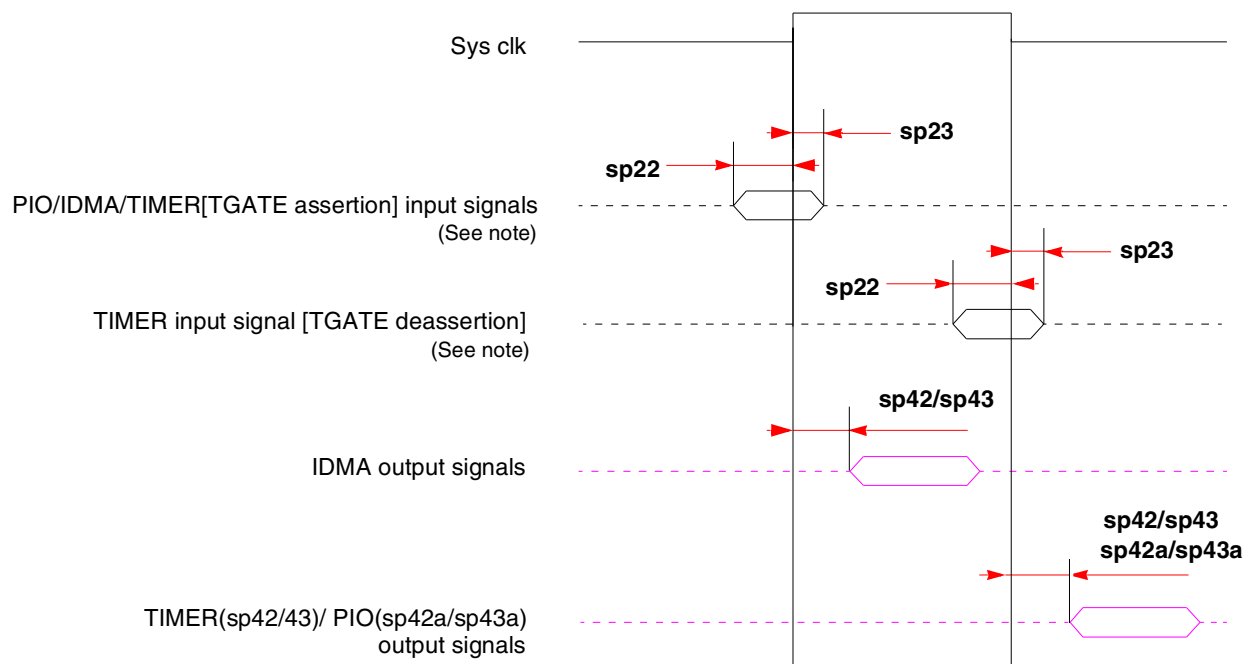 Sys clk
sp23
sp22
PIO/IDMA/TIMER[TGATE assertion] input signals
(See note)
sp23
sp22
TIMER input signal [TGATE deassertion]
(See note)
sp42/sp43
IDMA output signals
sp42/sp43
sp42a/sp43a
TIMER(sp42/43)/ PIO(sp42a/sp43a)
output signals